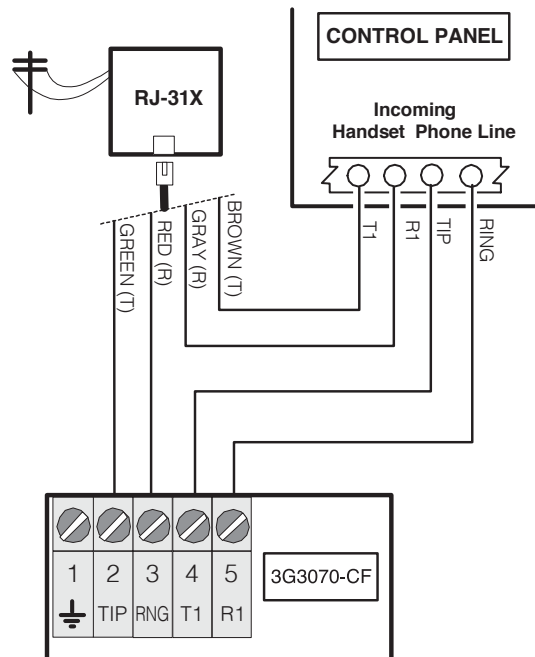 CONTROL PANEL
RJ-31X
Incoming
Handset Phone Line
GREEN (T)
RED (R)
GRAY (R)
BROWN (T)
T1
R1
TIP
RING
1 2 3 4 5
TIP RNG T1 R1
3G3070-CF